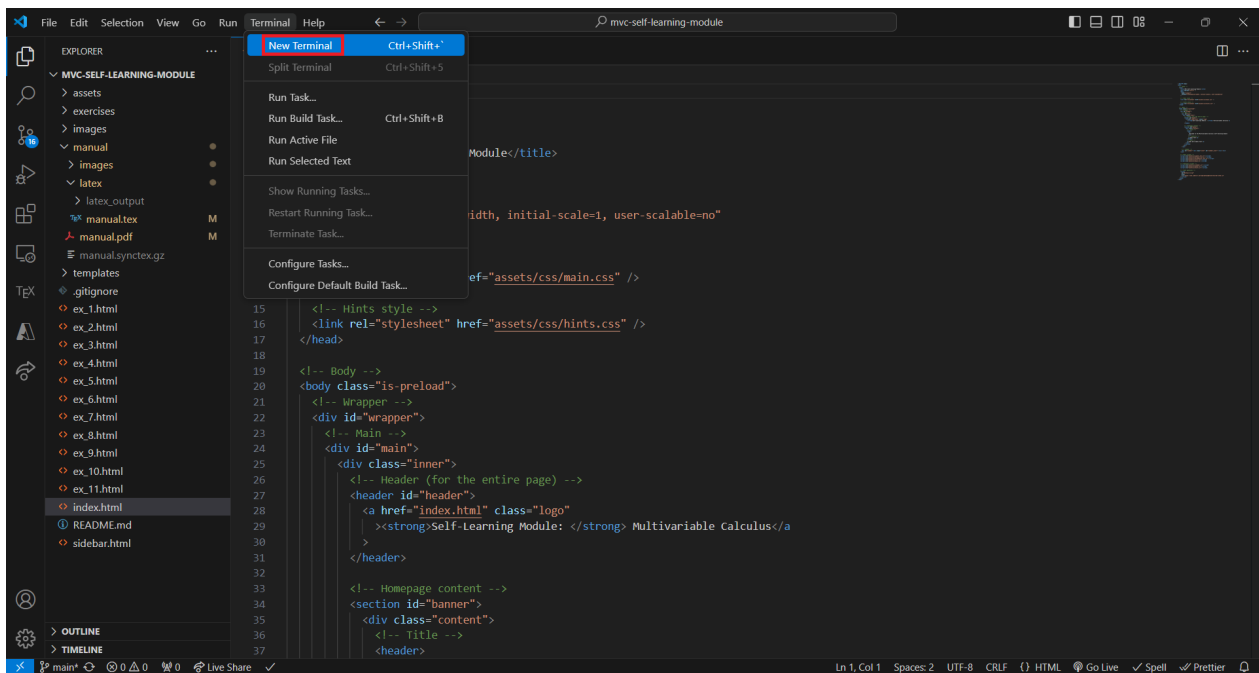 File Edit Selection View Go Run Terminal Help
mvc-self-learning-module
EXPLORER
MVC-SELF-LEARNING-MODULE
assets
exercises
images
manual
images
latex
latex_output
TEX manual.tex M
manual.pdf M
manual.synctex.gz
templates
.gitignore
ex_1.html
ex_2.html
ex_3.html
ex_4.html
ex_5.html
ex_6.html
ex_7.html
ex_8.html
ex_9.html
ex_10.html
ex_11.html
index.html
README.md
sidebar.html
OUTLINE
TIMELINE
16
TEX
New Terminal Ctrl+Shift+`
Split Terminal Ctrl+Shift+5
Run Task...
Run Build Task... Ctrl+Shift+B
Run Active File
Run Selected Text
Show Running Tasks...
Restart Running Task...
Terminate Task...
Configure Tasks...
Configure Default Build Task...
Module</title>
idth, initial-scale=1, user-scalable=no"
ef="assets/css/main.css" />
15 <!-- Hints style -->
16 <link rel="stylesheet" href="assets/css/hints.css" />
17 </head>
18
19 <!-- Body -->
20 <body class="is-preload">
21 <!-- Wrapper -->
22 <div id="wrapper">
23 <!-- Main -->
24 <div id="main">
25 <div class="inner">
26 <!-- Header (for the entire page) -->
27 <header id="header">
28 <a href="index.html" class="logo"
29 ><strong>Self-Learning Module: </strong> Multivariable Calculus</a
30 >
31 </header>
32
33 <!-- Homepage content -->
34 <section id="banner">
35 <div class="content">
36 <!-- Title -->
37 <header>
main* 0 0 0 Live Share Ln 1, Col 1 Spaces: 2 UTF-8 CRLF {} HTML Go Live Spell Prettier